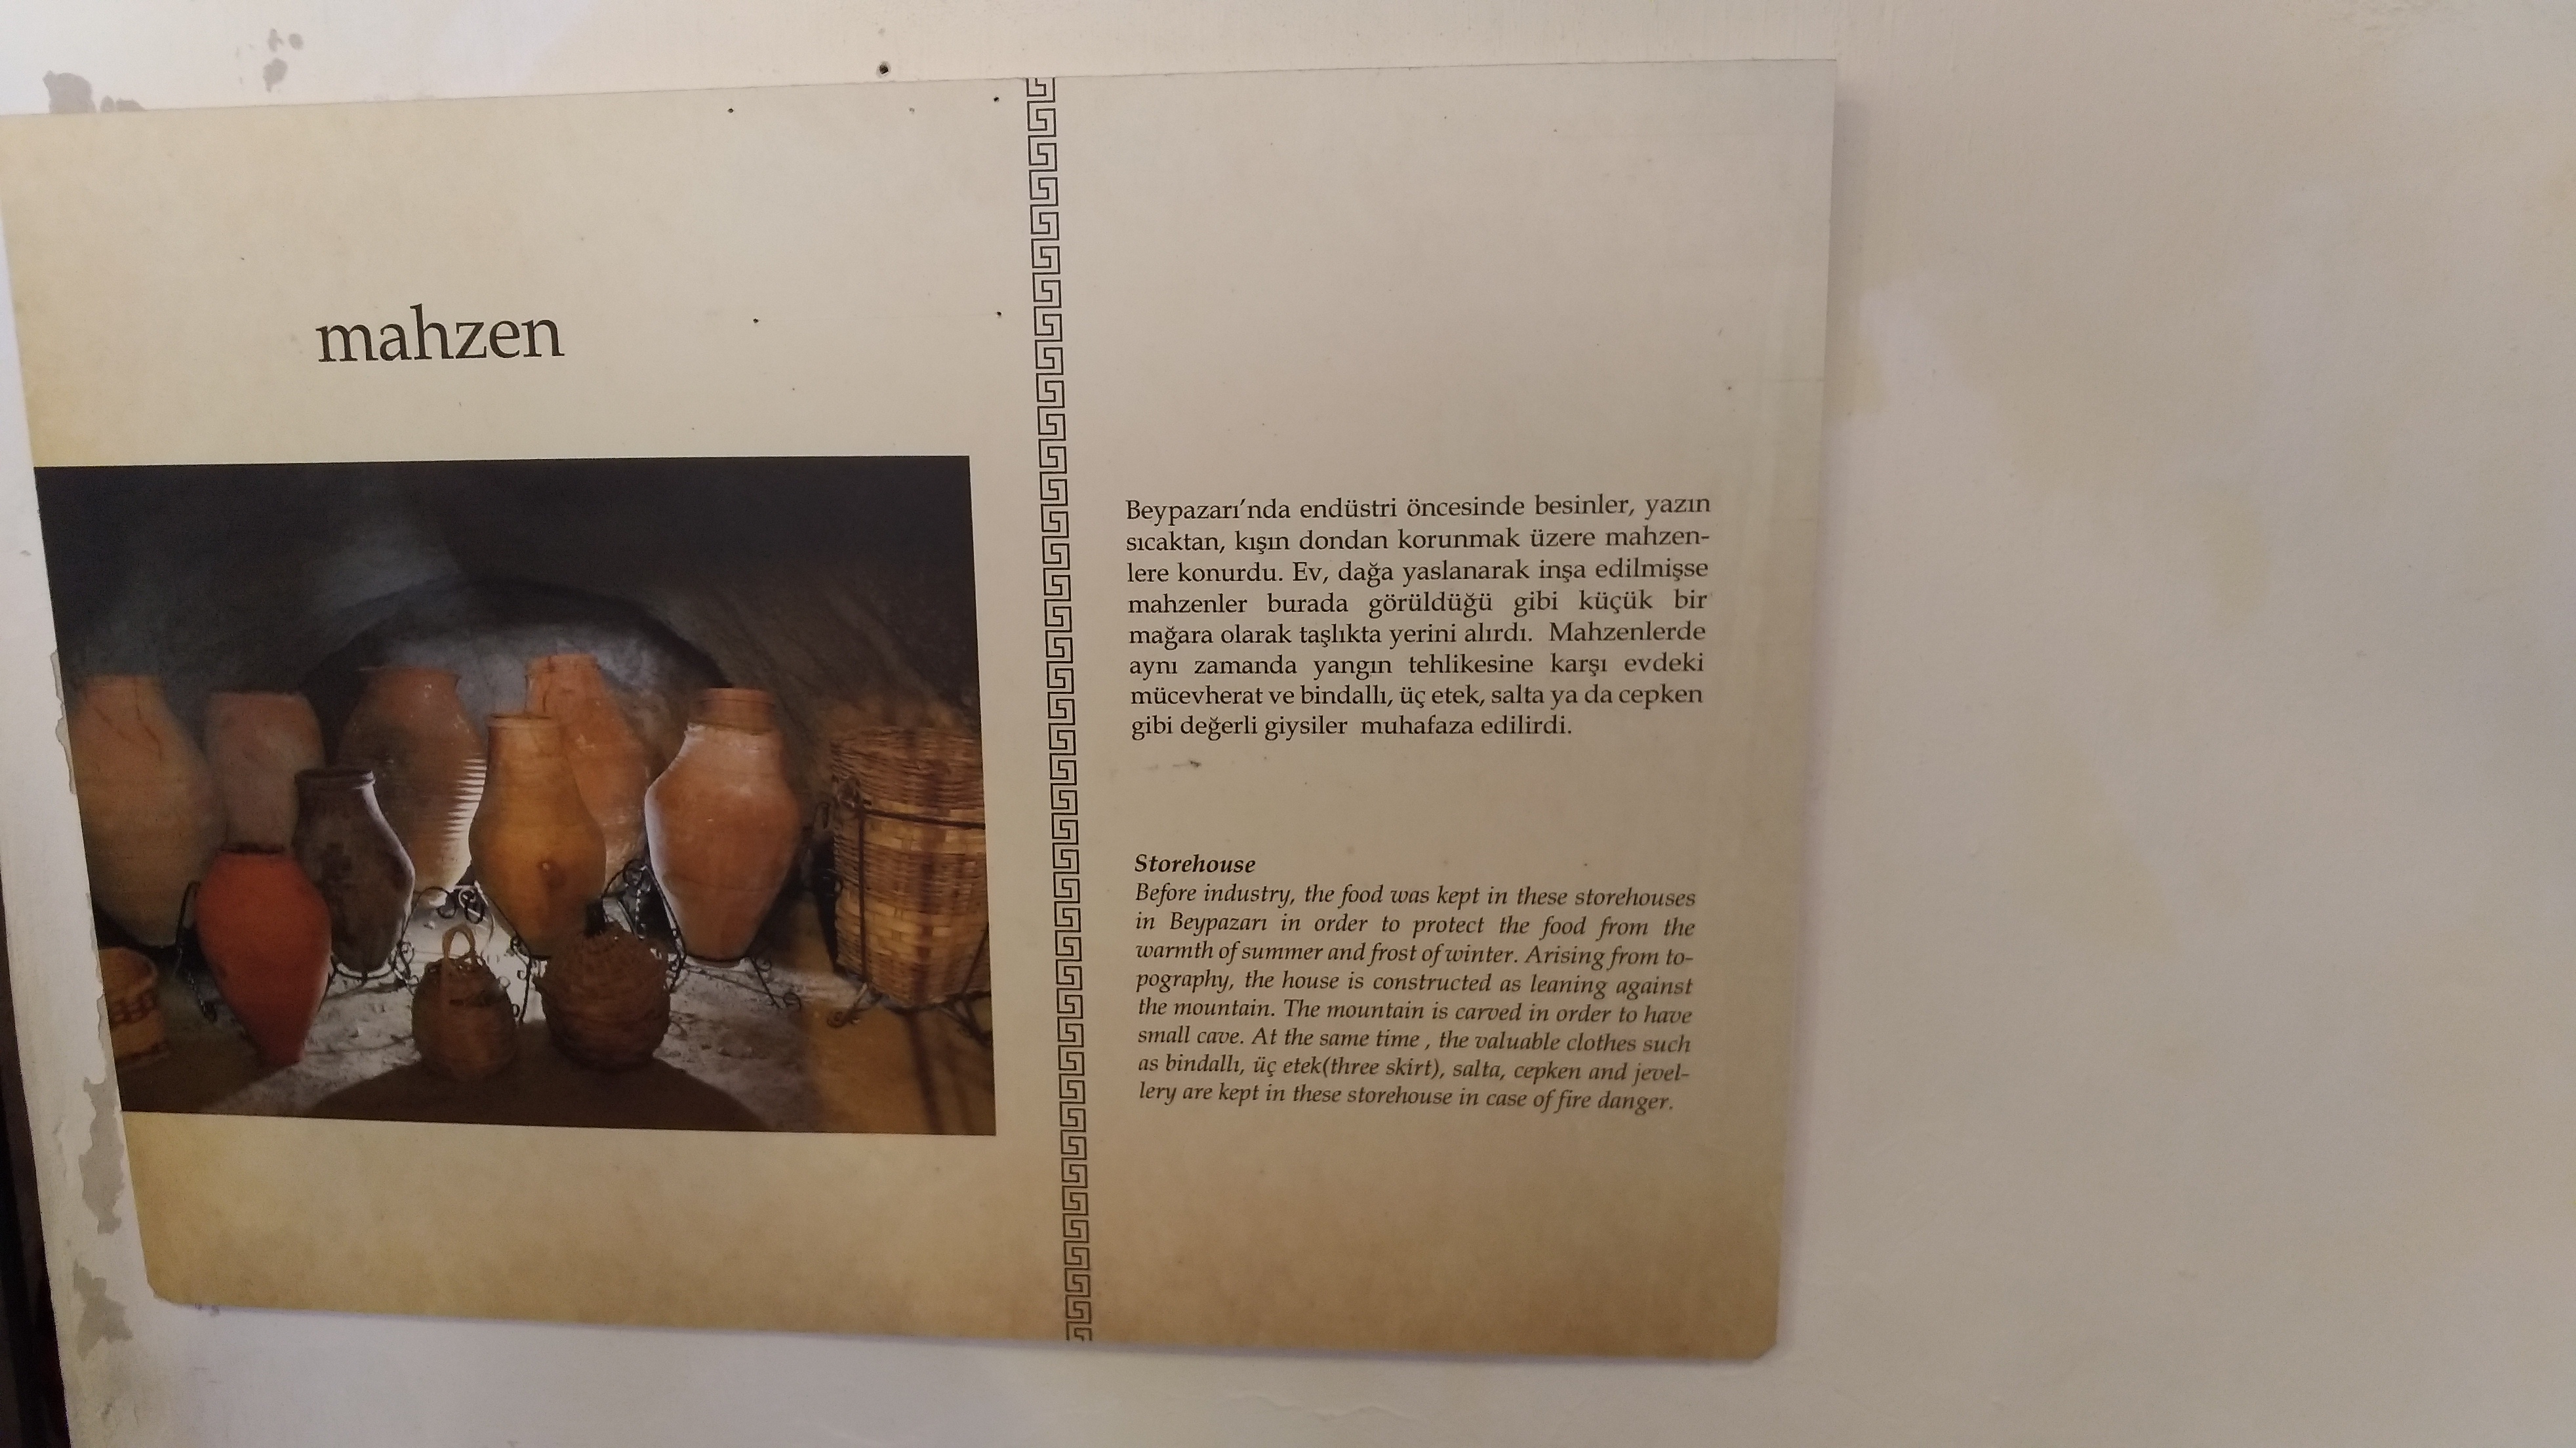 mahzen
Beypazarı'nda endüstri öncesinde besinler, yazın
sıcaktan, kışın dondan korunmak üzere mahzen-
lere konurdu. Ev, dağa yaslanarak inşa edilmişse
mahzenler burada görüldüğü gibi küçük bir
mağara olarak taşlıkta yerini alırdı. Mahzenlerde
aynı zamanda yangın tehlikesine karşı evdeki
mücevherat ve bindallı, üç etek, salta ya da cepken
gibi değerli giysiler muhafaza edilirdi.
Storehouse
Before industry, the food was kept in these storehouses
in Beypazarı in order to protect the food from the
warmth of summer and frost of winter. Arising from to-
pography, the house is constructed as leaning against
the mountain. The mountain is carved in order to have
small cave. At the same time , the valuable clothes such
as bindallı, üç etek(three skirt), salta, cepken and jevel-
lery are kept in these storehouse in case of fire danger.